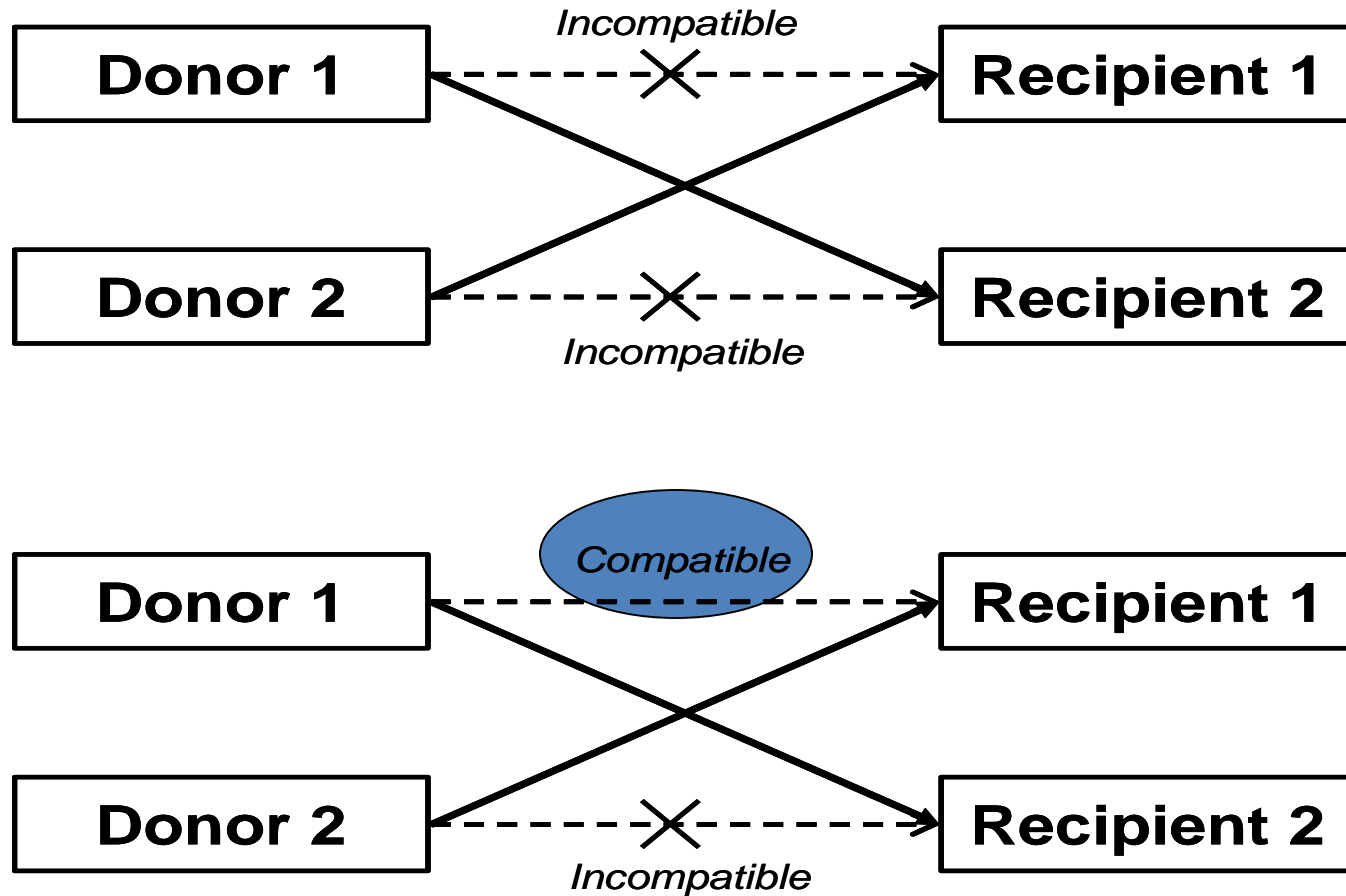 Incompatible
Donor 1
Recipient 1
Donor 2
Recipient 2
Incompatible
Compatible
Donor 1
Recipient 1
Donor 2
Recipient 2
Incompatible